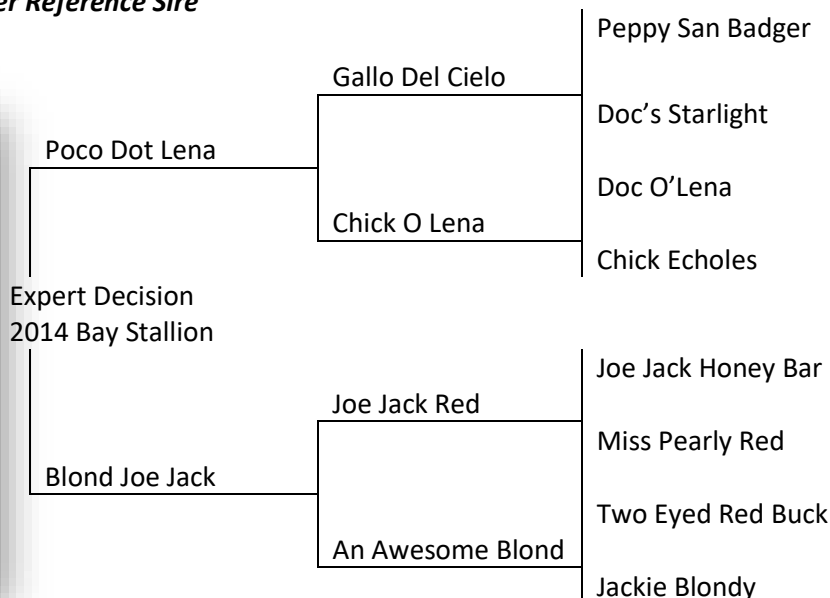 Reference Sire
Peppy San Badger
Gallo Del Cielo
Doc’s Starlight
Poco Dot Lena
Doc O’Lena
Chick O Lena
Chick Echoles
Expert Decision
2014 Bay Stallion
Joe Jack Honey Bar
Joe Jack Red
Miss Pearly Red
Blond Joe Jack
Two Eyed Red Buck
An Awesome Blond
Jackie Blondy